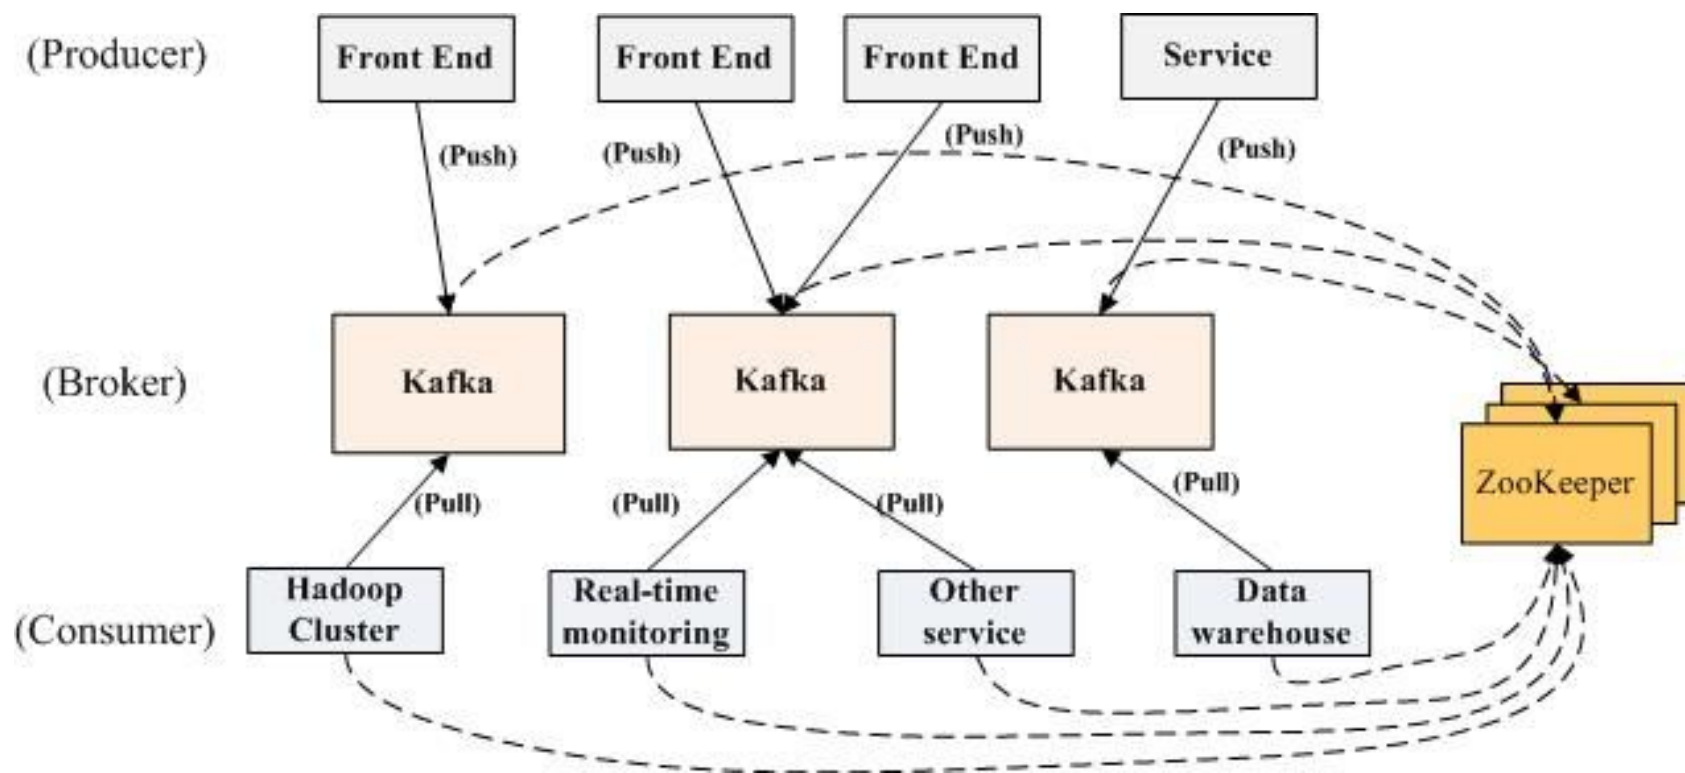 (Producer)
Front End
Front End
Front End
Service
(Push)
(Push)
(Push)
(Push)
(Broker)
Kafka
Kafka
Kafka
ZooKeeper
(Pull)
(Pull)
(Pull)
(Pull)
(Consumer)
Hadoop
Cluster
Real-time
monitoring
Other
service
Data
warehouse